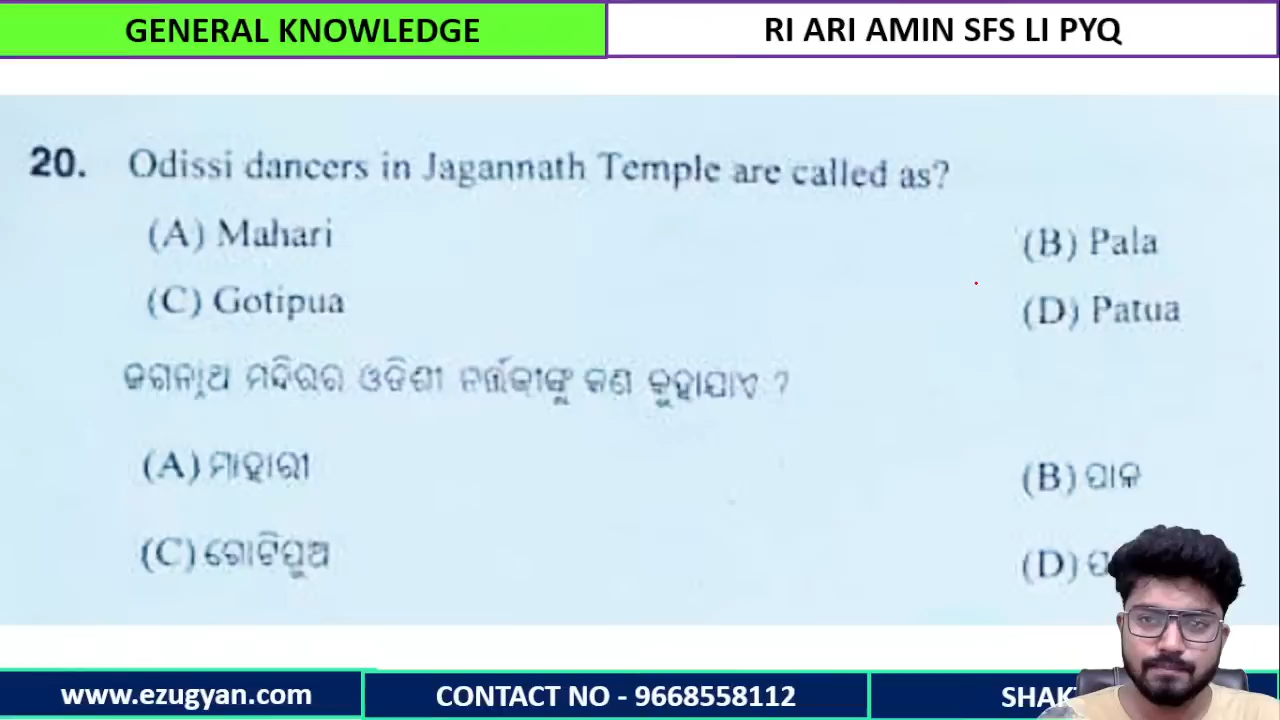 GENERAL KNOWLEDGE
RI ARI AMIN SFS LI PYQ
20. Odissi dancers in Jagannath Temple are called as?
(A) Mahari
(B) Pala
(C) Gotipua
(D) Patua
ଜଗନ୍ନାଥ ମନ୍ଦିରର ଓଡିଶୀ ନର୍ତ୍ତକୀଙ୍କୁ କଣ କୁହାଯାଏ ?
(A) ମାହାରୀ
(B) ପାଳ
(C) ଗୋଟିପୁଅ
(D)
www.ezugyan.com
CONTACT NO - 9668558112